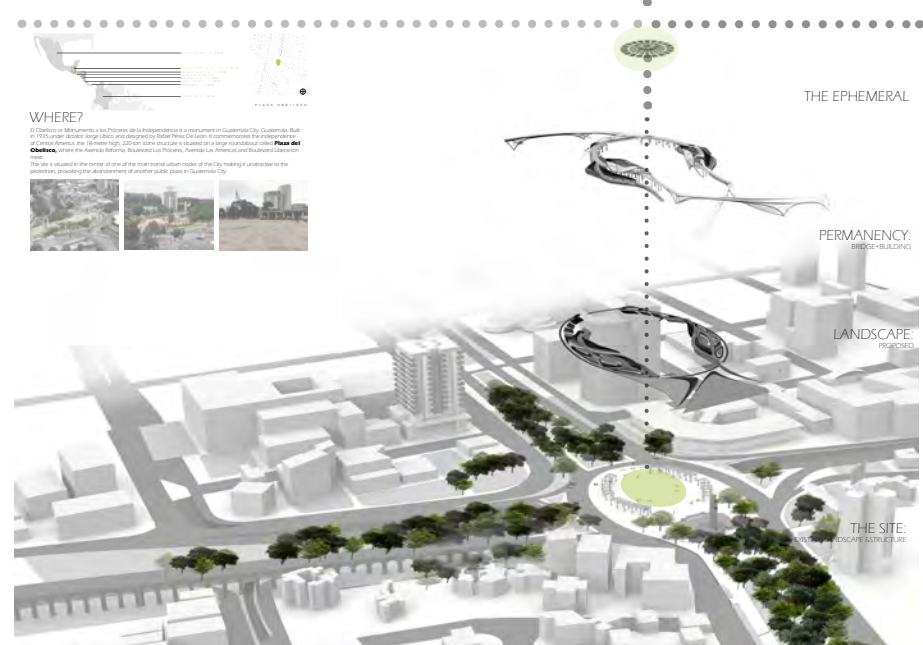 PLAZA OBELISCO
WHERE?
El Obelisco or Monumento a los Próceres de la Independencia is a monument in Guatemala City, Guatemala. Built
in 1935 under dictator Jorge Ubico and designed by Rafael Pérez De León. It commemorates the independence
of Central America. the 18-metre high, 220-ton stone structure is situated on a large roundabout called Plaza del
Obelisco, where the Avenida Reforma, Boulevard Los Próceres, Avenida Las Americas and Boulevard Liberacion
meet.
The site is situated in the center of one of the main transit urban nodes of the City making it unatractive to the
pedestrian, provoking the abandonment of another public plaza in Guatemala City.
THE EPHEMERAL
PERMANENCY:
BRIDGE+BUILDING
LANDSCAPE:
PROPOSED
THE SITE:
LANDSCAPE &STRUCTURE